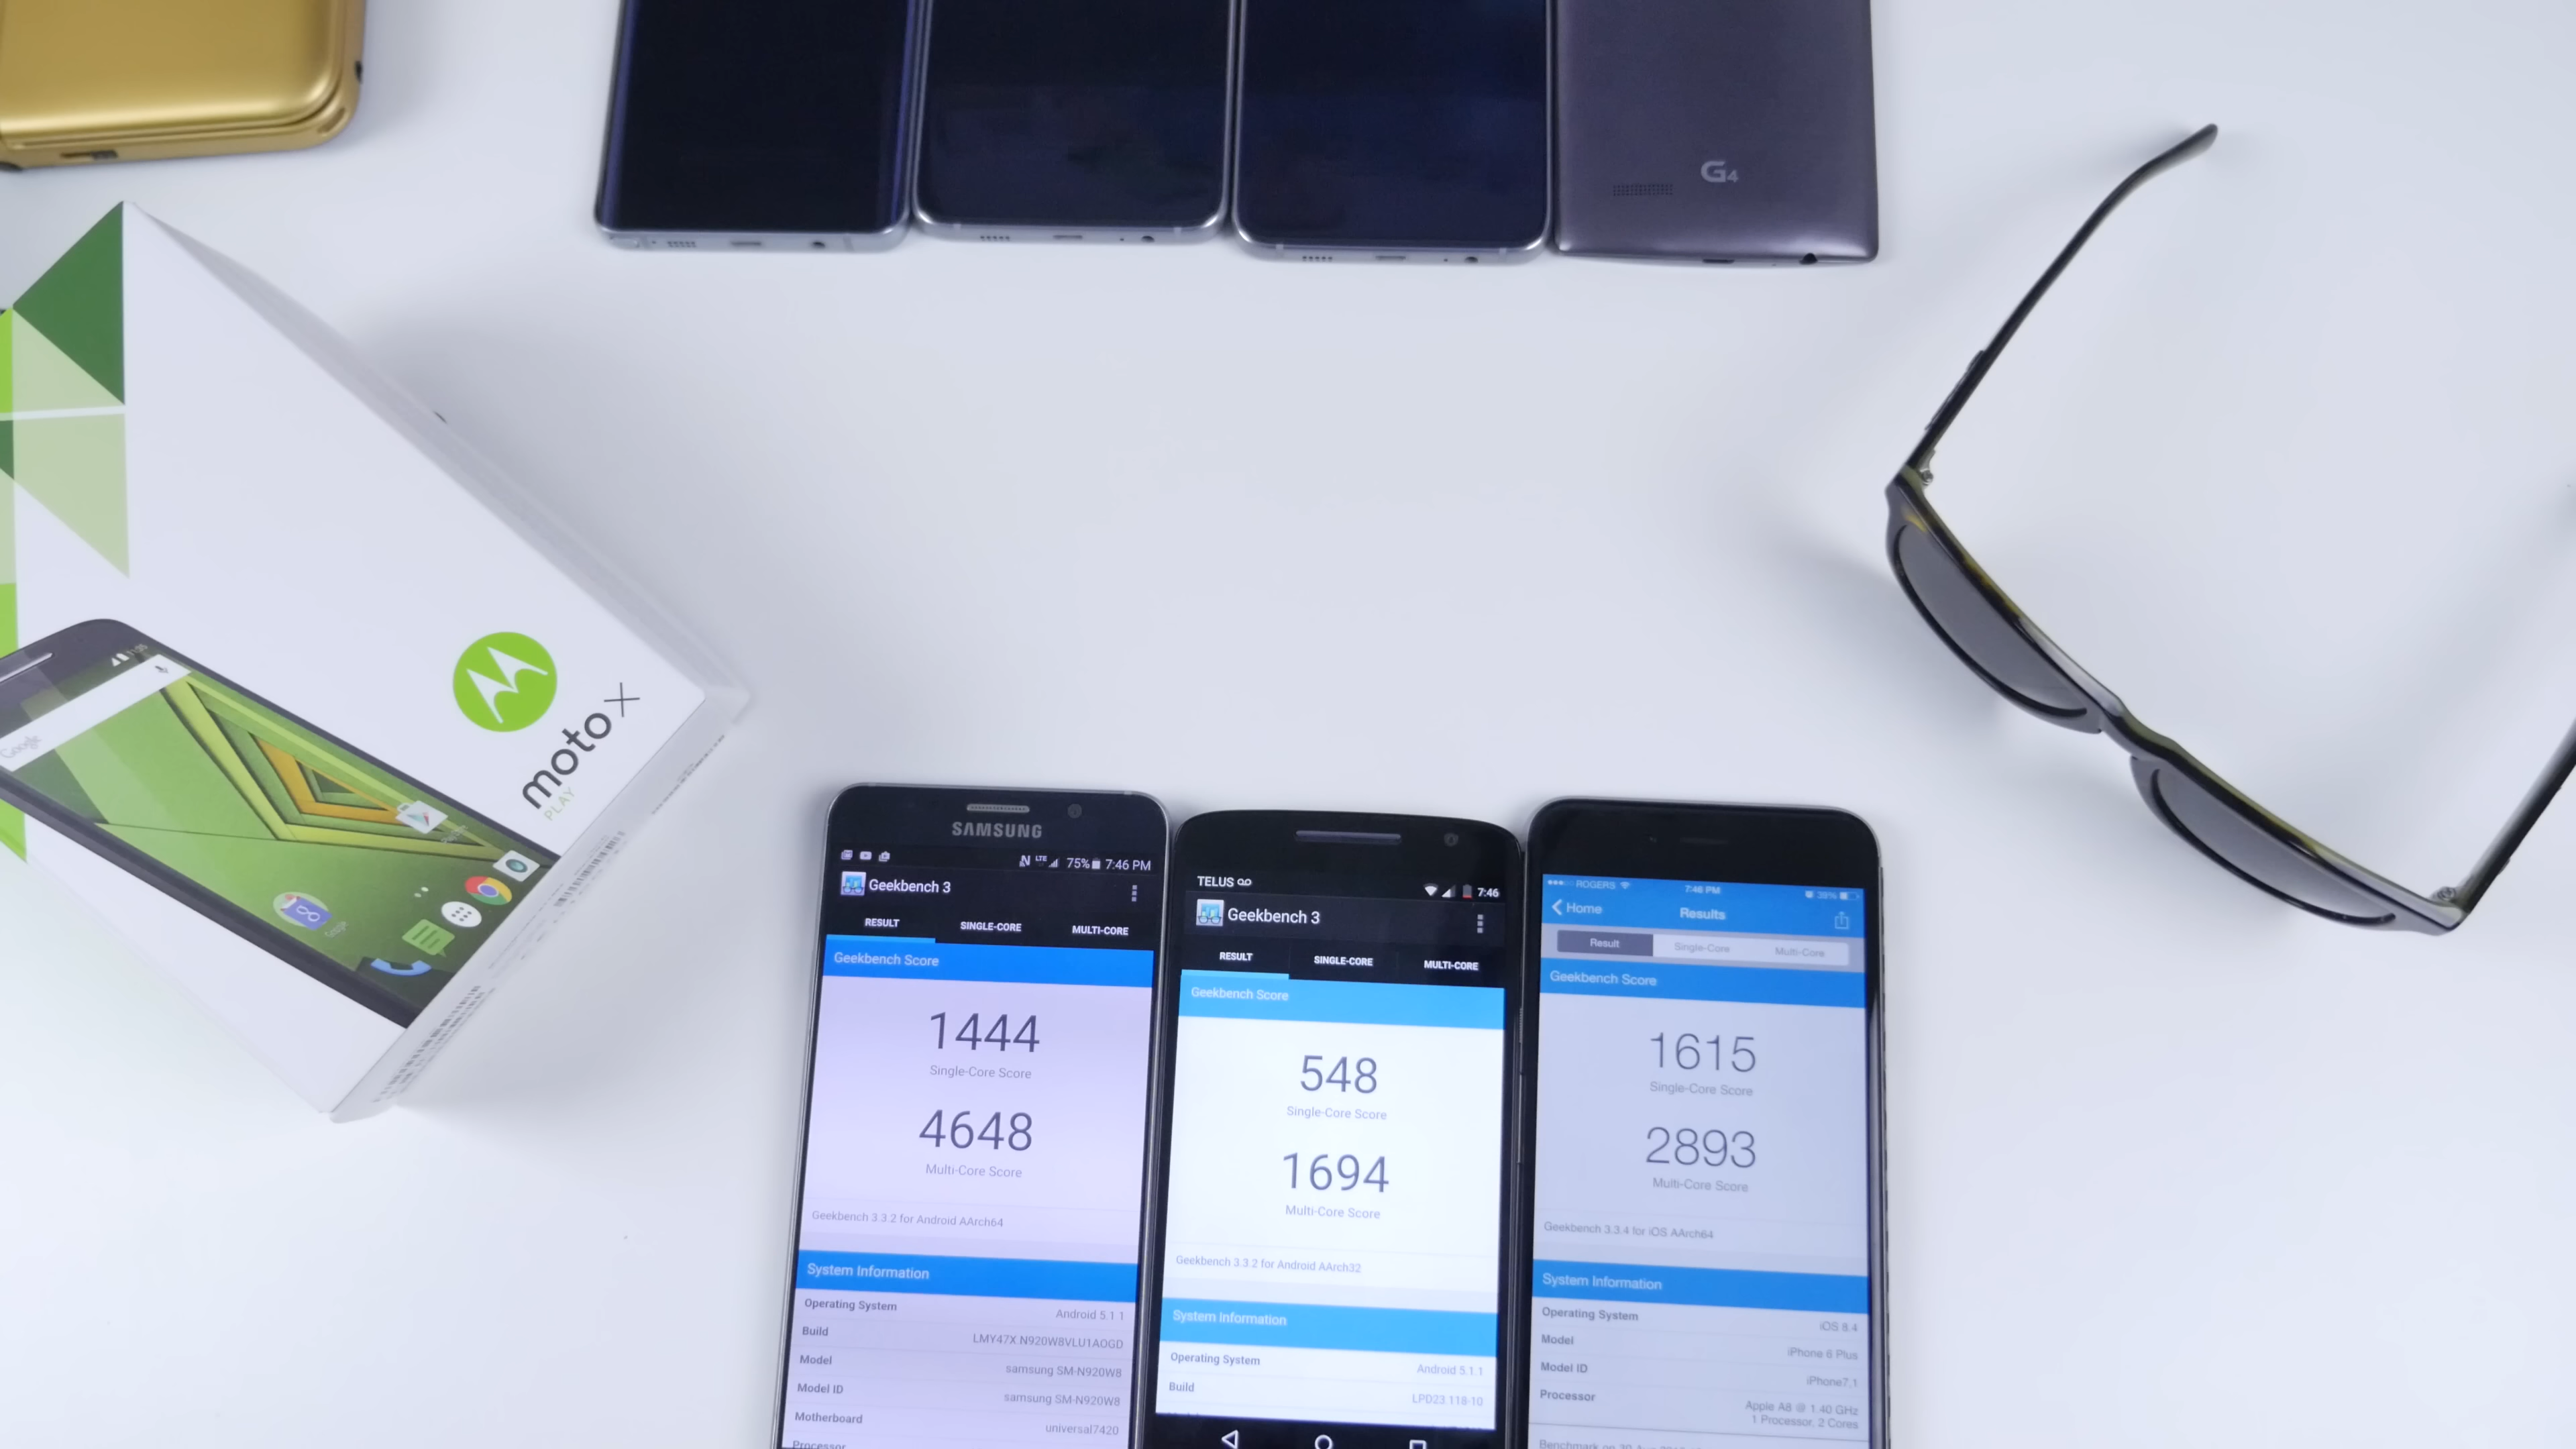 G4
moto X
PLAY
Google
SAMSUNG
LTE 75% 7:46 PM
Geekbench 3
RESULT SINGLE-CORE MULTI-CORE
Geekbench Score
1444
Single-Core Score
4648
Multi-Core Score
Geekbench 3.3.2 for Android AArch64
System Information
Operating System Android 5.1.1
Build LMY47X.N920W8VLU1AOGD
Model samsung SM-N920W8
Model ID samsung SM-N920W8
Motherboard universal7420
Processor
TELUS 7:46
Geekbench 3
RESULT SINGLE-CORE MULTI-CORE
Geekbench Score
548
Single-Core Score
1694
Multi-Core Score
Geekbench 3.3.2 for Android AArch32
System Information
Operating System Android 5.1.1
Build LPD23.118-10
ROGERS 7:46 PM 39%
Home Results
Result Single-Core Multi-Core
Geekbench Score
1615
Single-Core Score
2893
Multi-Core Score
Geekbench 3.3.4 for iOS AArch64
System Information
Operating System iOS 8.4
Model iPhone 6 Plus
Model ID iPhone7,1
Processor Apple A8 @ 1.40 GHz
1 Processor, 2 Cores